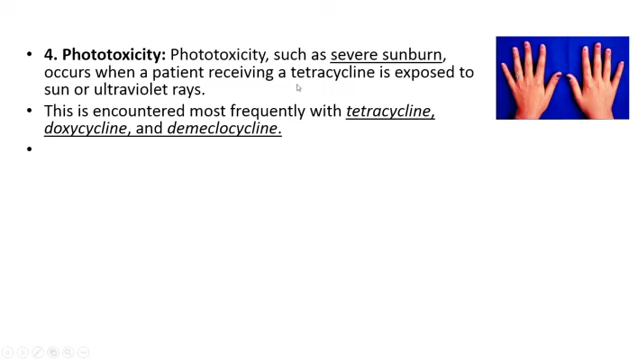 • 4. Phototoxicity: Phototoxicity, such as severe sunburn,
occurs when a patient receiving a tetracycline is exposed to
sun or ultraviolet rays.
• This is encountered most frequently with tetracycline,
doxycycline, and demeclocycline.
•